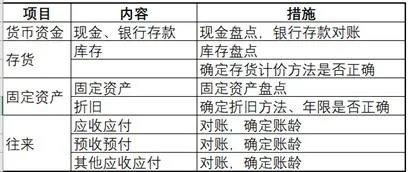 项目 内容 措施
货币资金 现金、银行存款 现金盘点，银行存款对账
存货 库存 库存盘点
确定存货计价方法是否正确
固定资产 固定资产 固定资产盘点
折旧 确定折旧方法、年限是否正确
往来 应收应付 对账，确定账龄
预收预付 对账，确定账龄
其他应收应付 对账，确定账龄